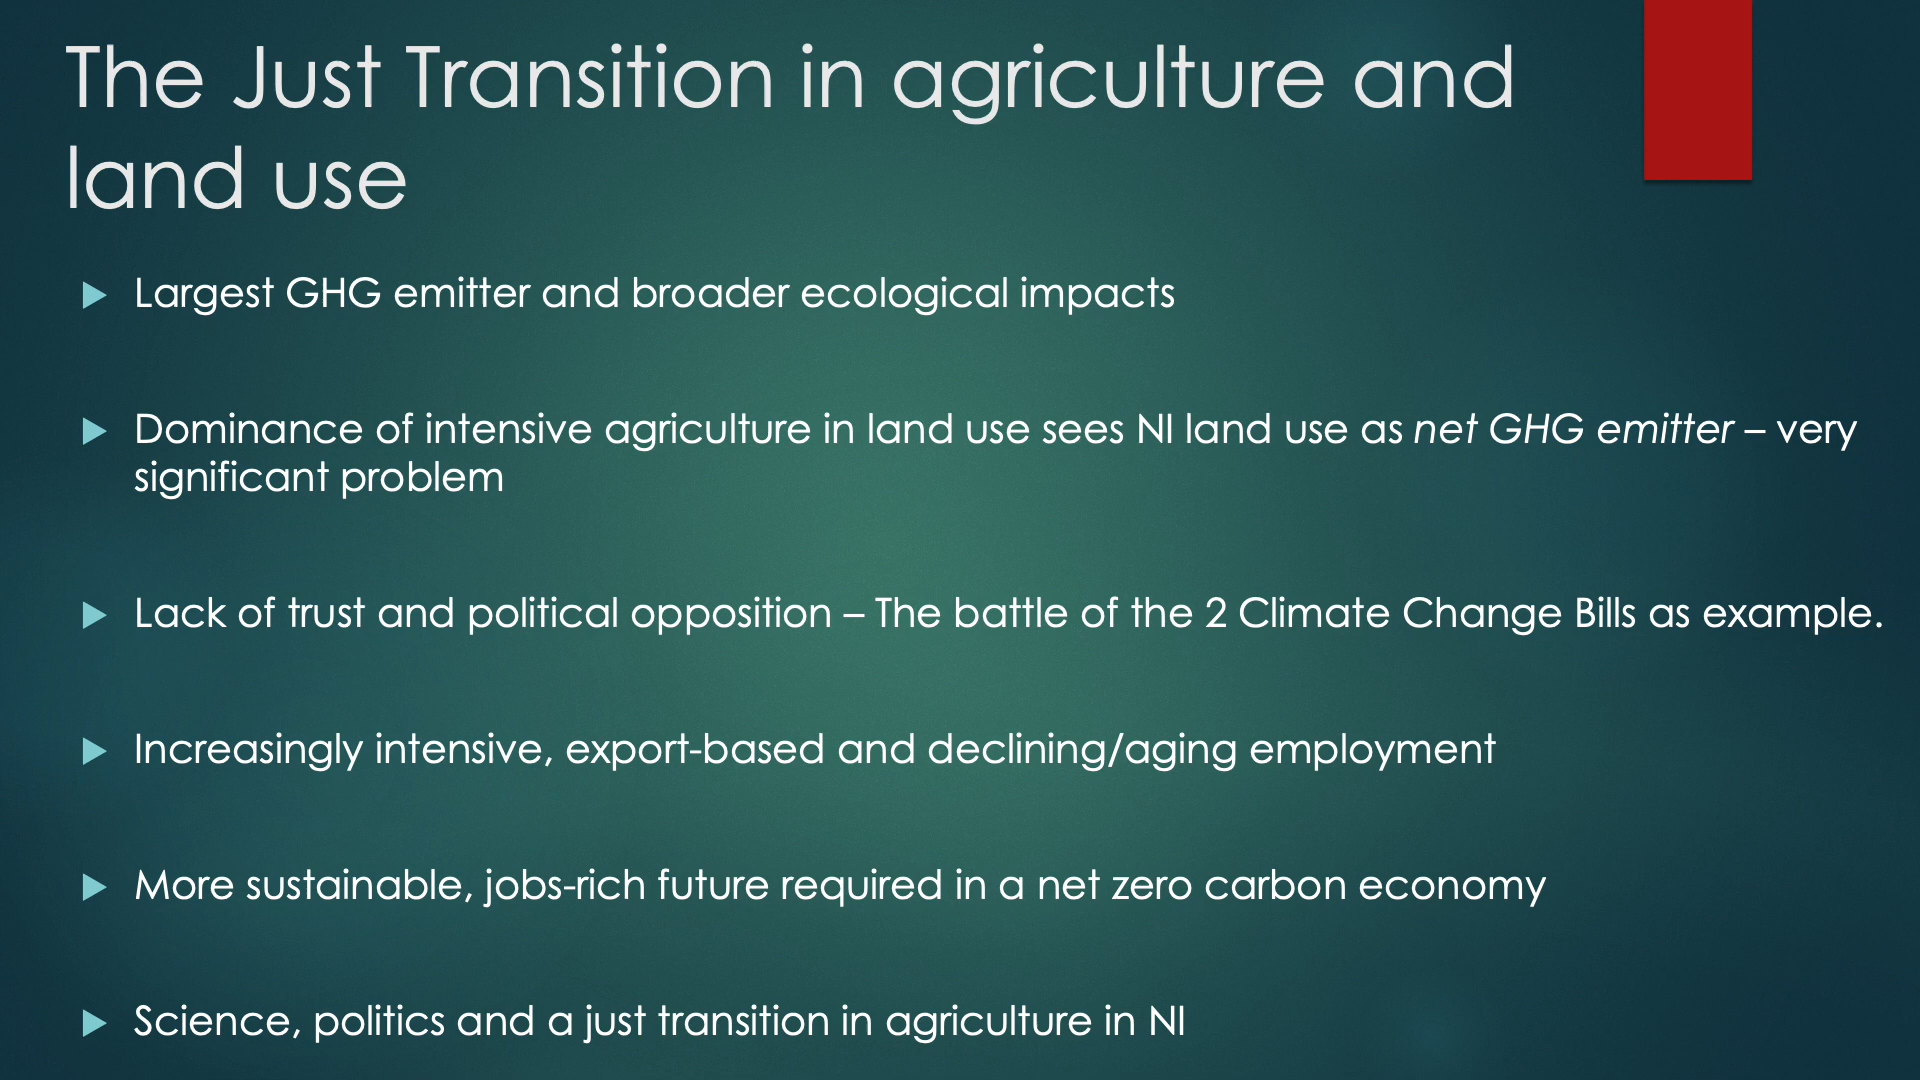 The Just Transition in agriculture and
land use
Largest GHG emitter and broader ecological impacts
Dominance of intensive agriculture in land use sees NI land use as net GHG emitter – very
significant problem
Lack of trust and political opposition – The battle of the 2 Climate Change Bills as example.
Increasingly intensive, export-based and declining/aging employment
More sustainable, jobs-rich future required in a net zero carbon economy
Science, politics and a just transition in agriculture in NI